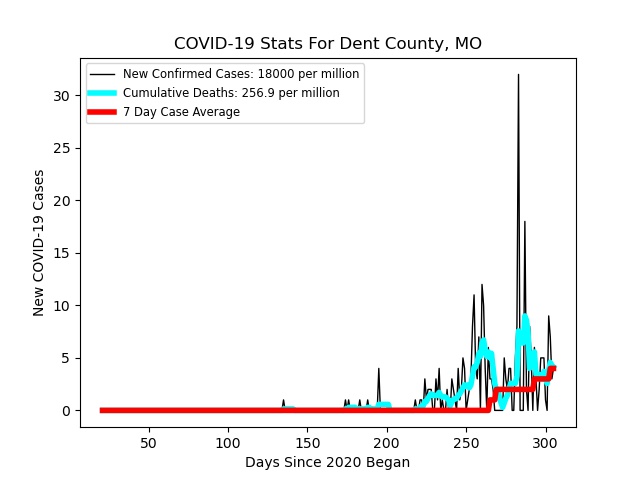 COVID-19 Stats For Dent County, MO
New Confirmed Cases: 18000 per million
Cumulative Deaths: 256.9 per million
7 Day Case Average
New COVID-19 Cases
30
25
20
15
10
5
0
50 100 150 200 250 300
Days Since 2020 Began